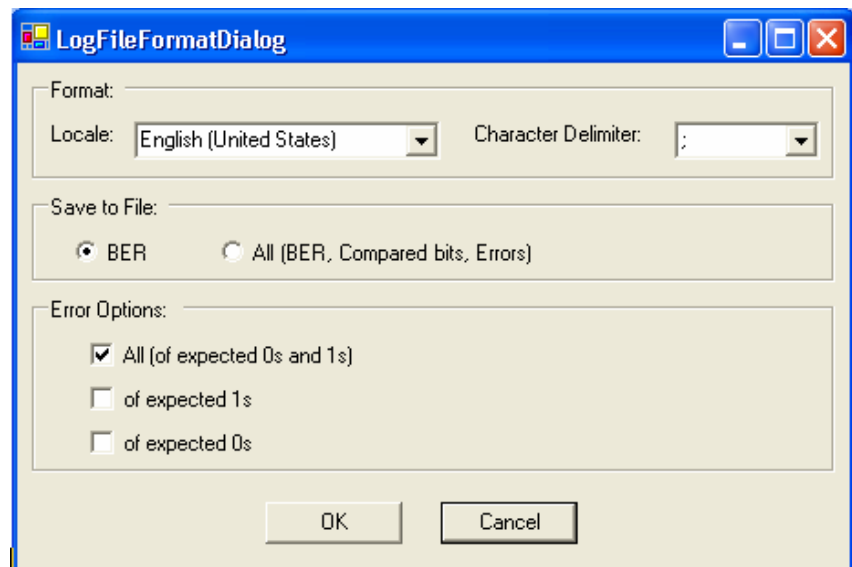 LogFileFormatDialog
Format:
Locale: English (United States) Character Delimiter: ;
Save to File:
BER All (BER, Compared bits, Errors)
Error Options:
All (of expected 0s and 1s)
of expected 1s
of expected 0s
OK Cancel